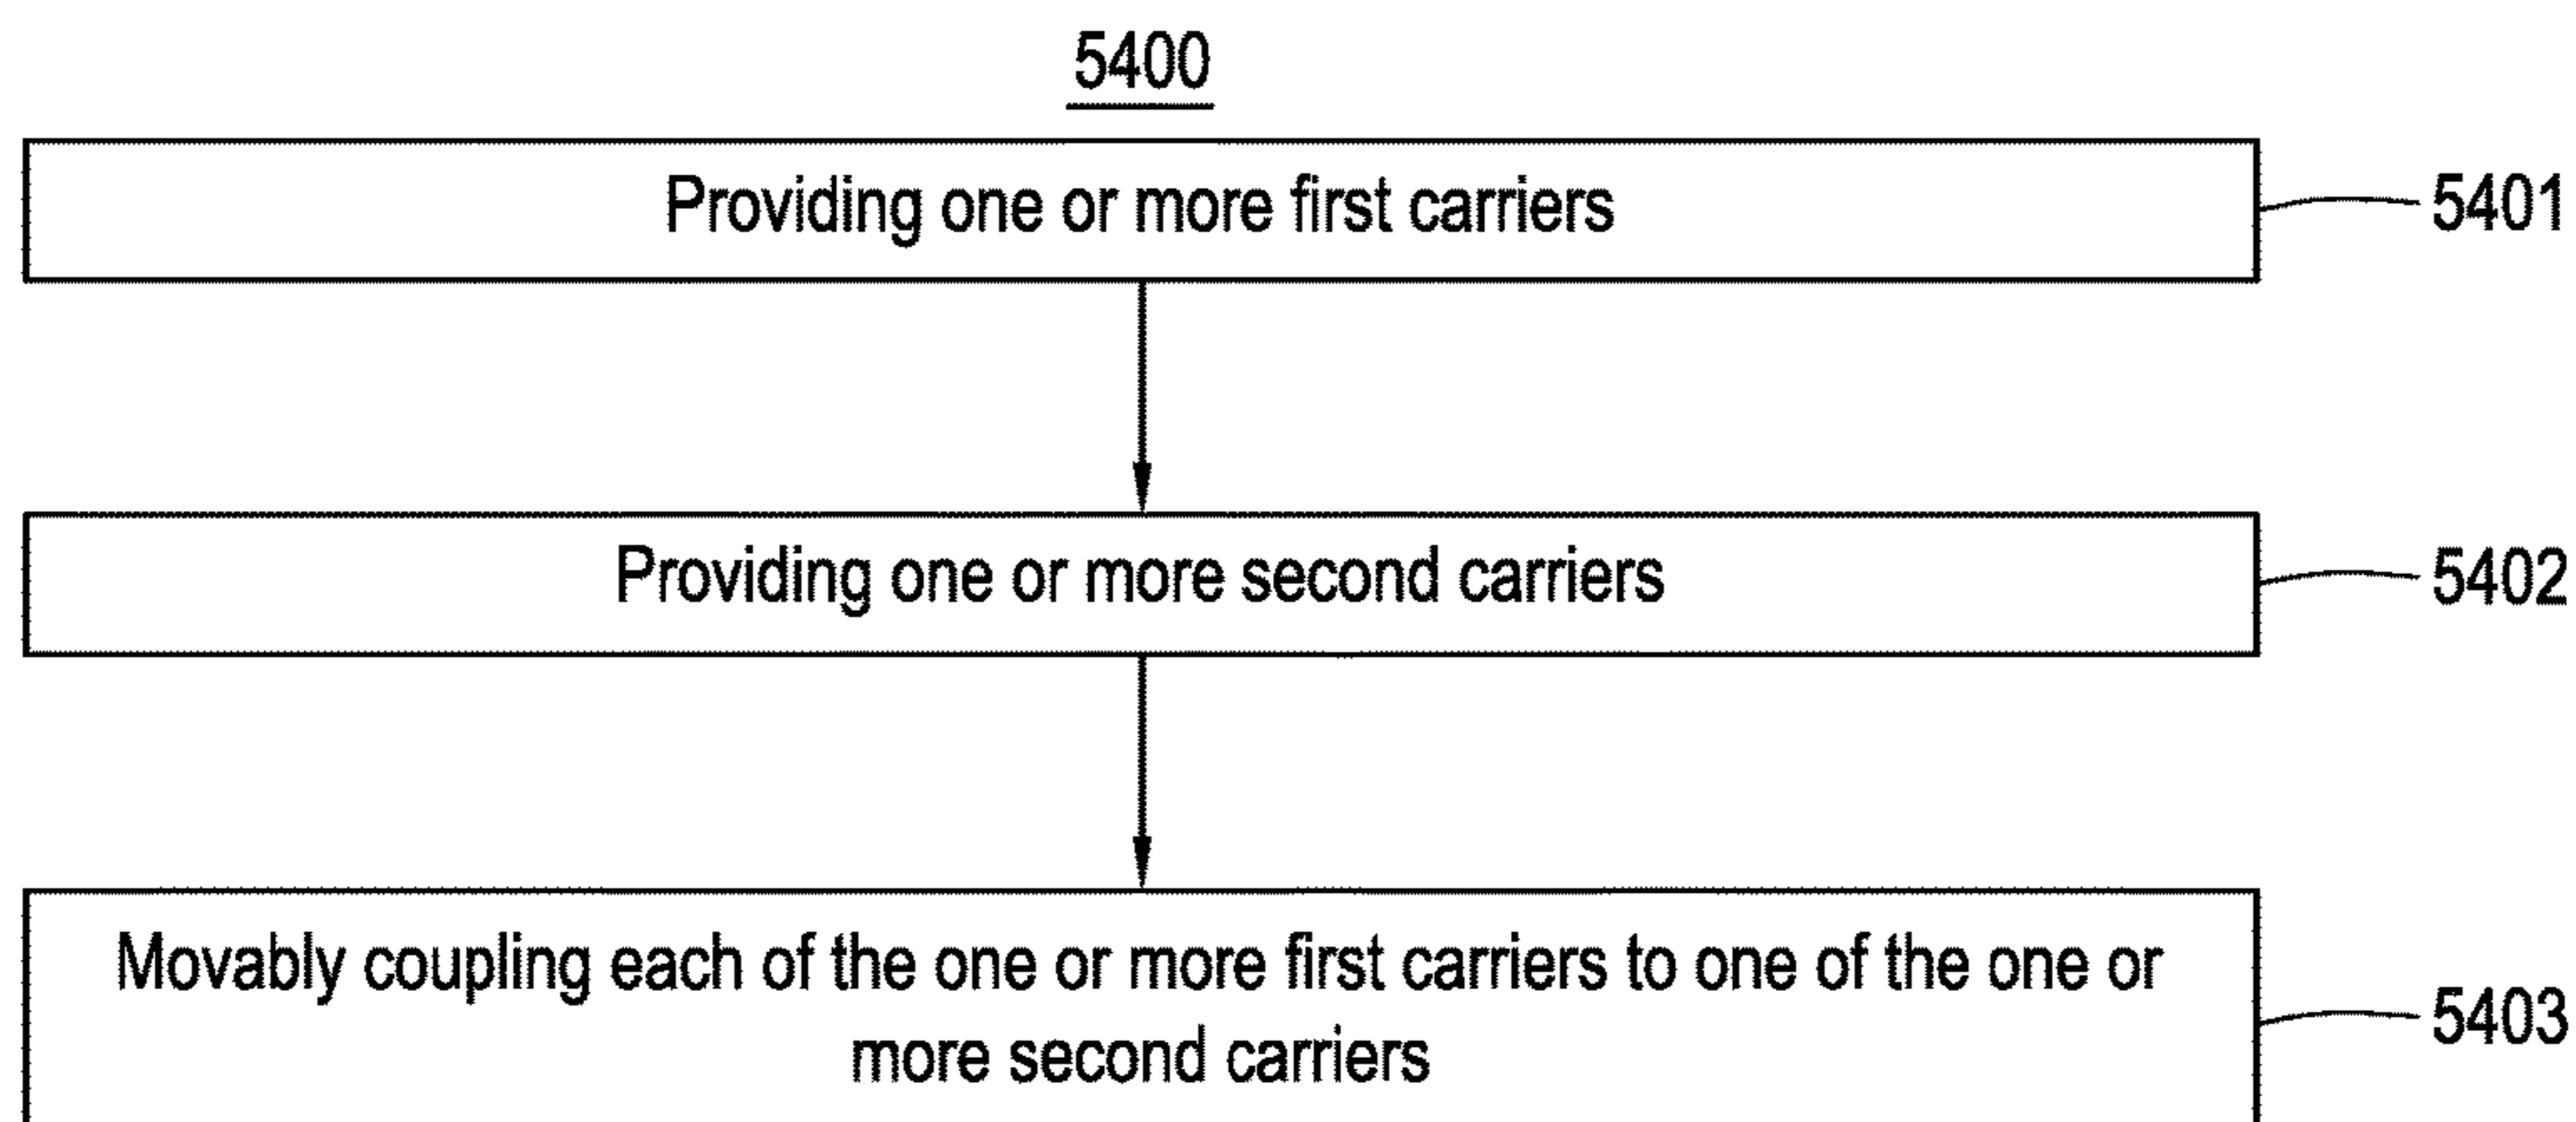 5400
Providing one or more first carriers
5401
Providing one or more second carriers
5402
Movably coupling each of the one or more first carriers to one of the one or
more second carriers
5403